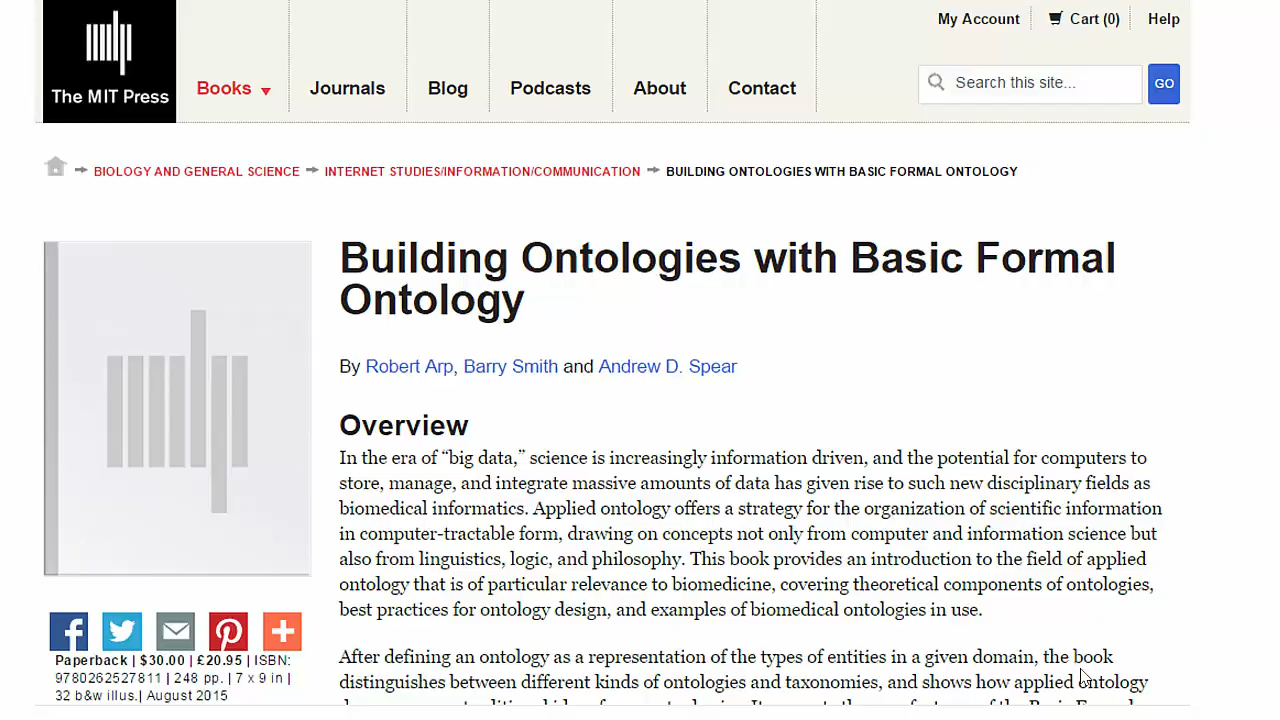 My Account Cart (0) Help
The MIT Press Books Journals Blog Podcasts About Contact Search this site... GO
BIOLOGY AND GENERAL SCIENCE INTERNET STUDIES/INFORMATION/COMMUNICATION BUILDING ONTOLOGIES WITH BASIC FORMAL ONTOLOGY
Building Ontologies with Basic Formal
Ontology
By Robert Arp, Barry Smith and Andrew D. Spear
Overview
In the era of “big data,” science is increasingly information driven, and the potential for computers to
store, manage, and integrate massive amounts of data has given rise to such new disciplinary fields as
biomedical informatics. Applied ontology offers a strategy for the organization of scientific information
in computer-tractable form, drawing on concepts not only from computer and information science but
also from linguistics, logic, and philosophy. This book provides an introduction to the field of applied
ontology that is of particular relevance to biomedicine, covering theoretical components of ontologies,
best practices for ontology design, and examples of biomedical ontologies in use.
After defining an ontology as a representation of the types of entities in a given domain, the book
distinguishes between different kinds of ontologies and taxonomies, and shows how applied ontology
Paperback | $30.00 | £20.95 | ISBN:
9780262527811 | 248 pp. | 7 x 9 in |
32 b&w illus.| August 2015